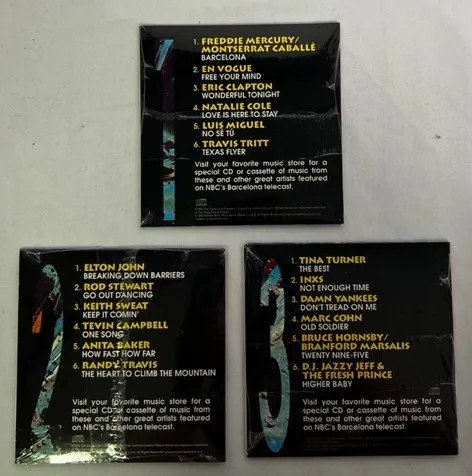 1. FREDDIE MERCURY/
MONTSERRAT CABALLÉ
BARCELONA
2. EN VOGUE
FREE YOUR MIND
3. ERIC CLAPTON
WONDERFUL TONIGHT
4. NATALIE COLE
LOVE IS HERE TO STAY
5. LUIS MIGUEL
NO SÉ TÚ
6. TRAVIS TRITT
TEXAS FLYER
Visit your favorite music store for a
special CD or cassette of music from
these and other great artists featured
on NBC's Barcelona telecast.
1. ELTON JOHN
BREAKING DOWN BARRIERS
2. ROD STEWART
GO OUT DANCING
3. KEITH SWEAT
KEEP IT COMIN'
4. TEVIN CAMPBELL
ONE SONG
5. ANITA BAKER
HOW FAST HOW FAR
6. RANDY TRAVIS
THE HEART TO CLIMB THE MOUNTAIN
Visit your favorite music store for a
special CD or cassette of music from
these and other great artists featured
on NBC's Barcelona telecast.
1. TINA TURNER
THE BEST
2. INXS
NOT ENOUGH TIME
3. DAMN YANKEES
DON'T TREAD ON ME
4. MARC COHN
OLD SOLDIER
5. BRUCE HORNSBY/
BRANFORD MARSALIS
TWENTY NINE-FIVE
6. D.J. JAZZY JEFF &
THE FRESH PRINCE
HIGHER BABY
Visit your favorite music store for a
special CD or cassette of music from
these and other great artists featured
on NBC's Barcelona telecast.